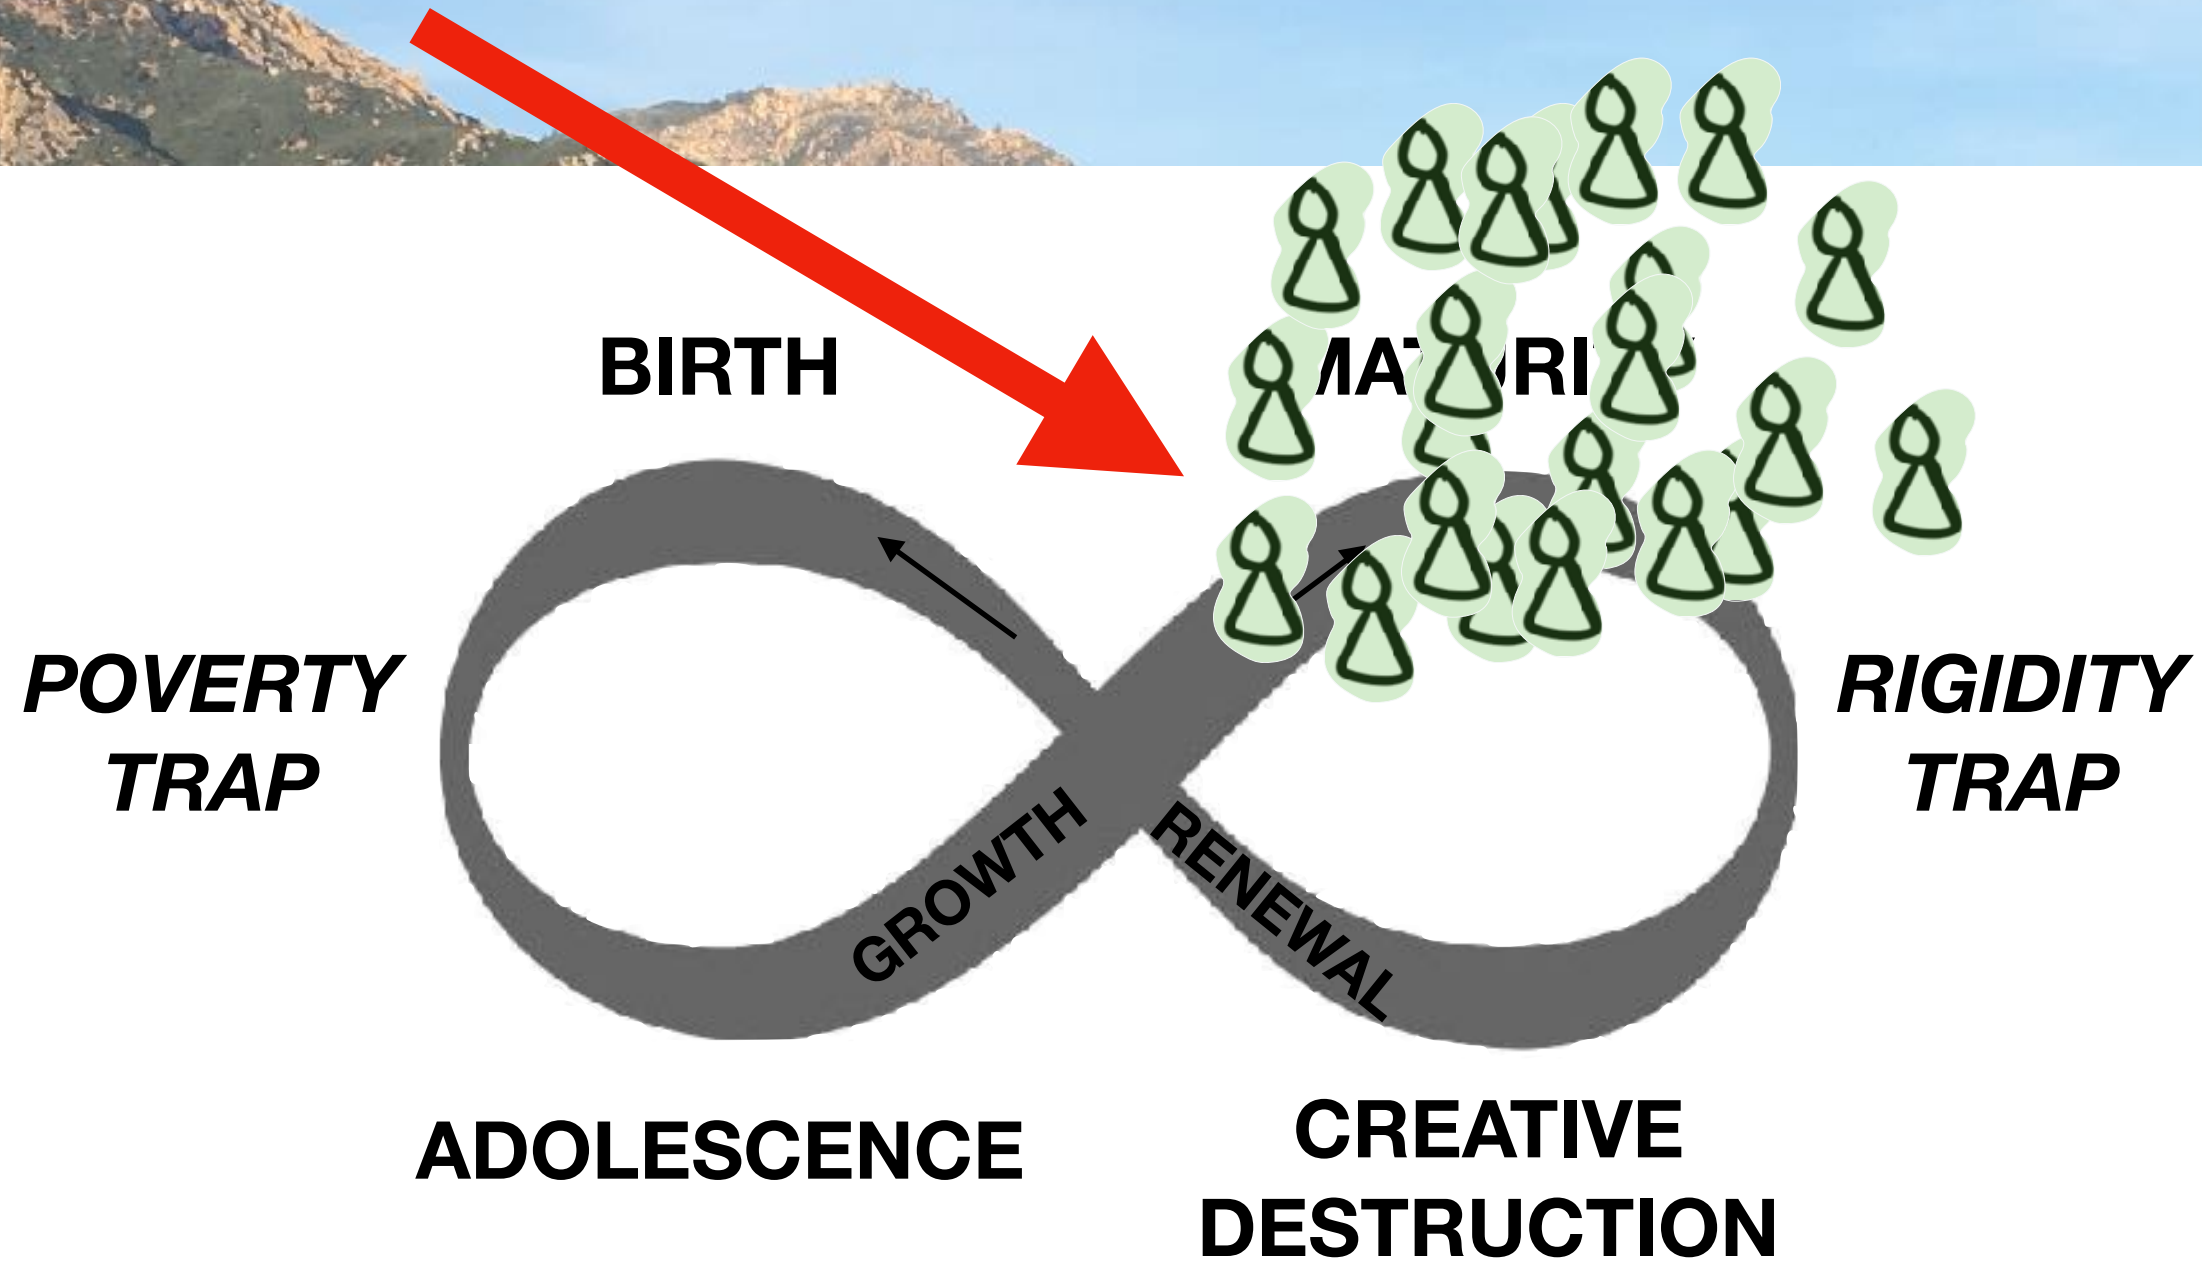 BIRTH
POVERTY
TRAP
RIGIDITY
TRAP
GROWTH
RENEWAL
ADOLESCENCE
CREATIVE
DESTRUCTION